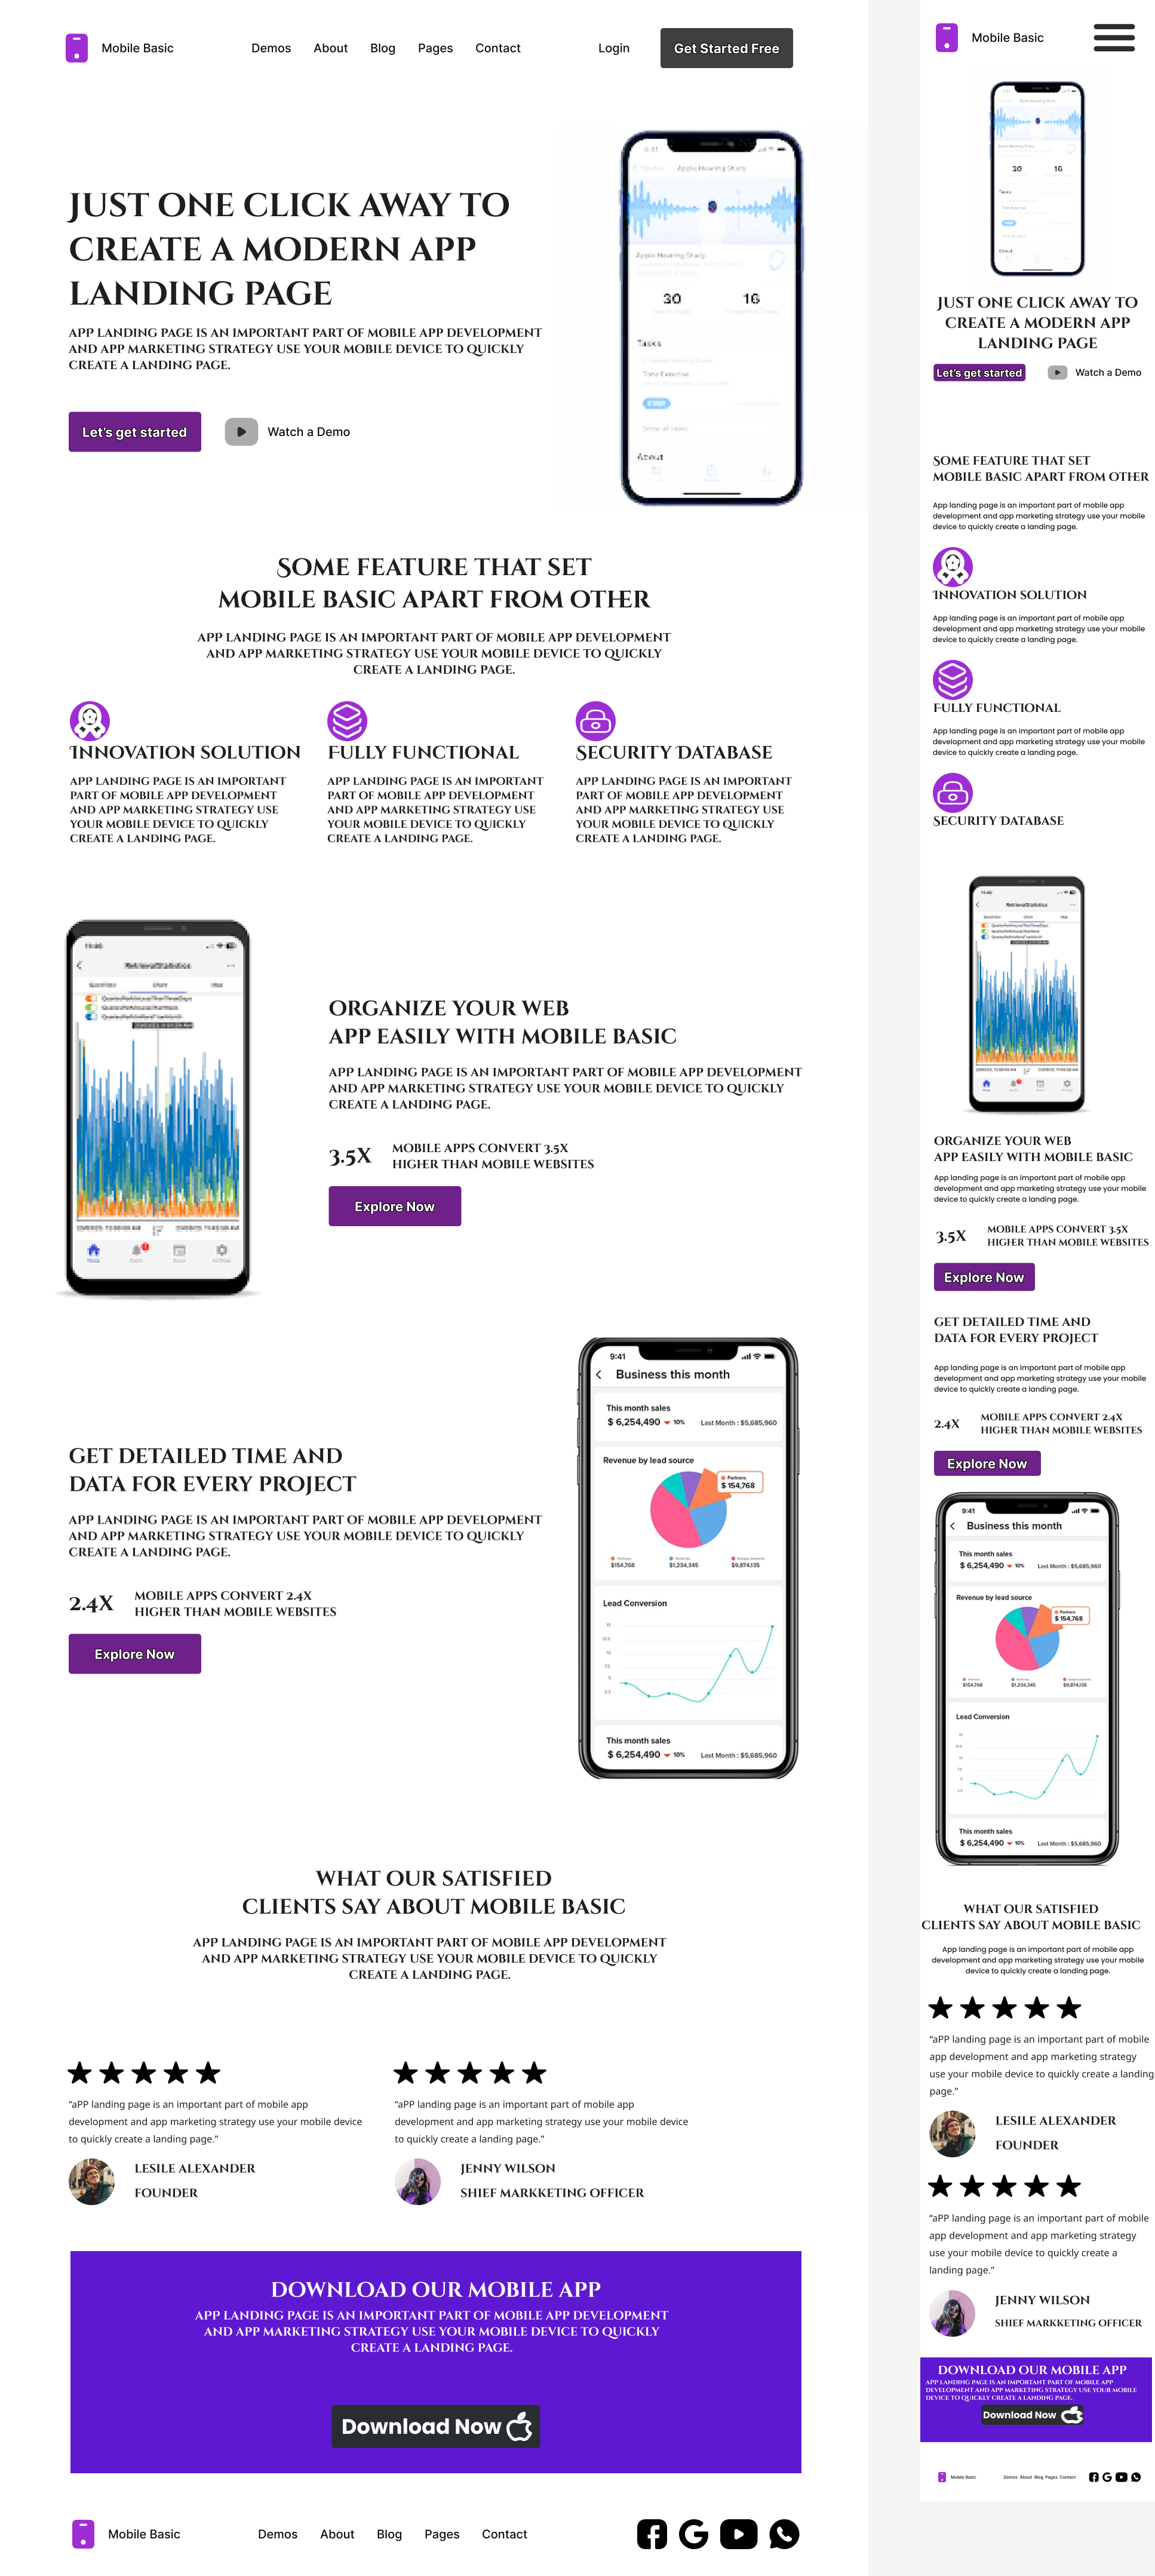 Mobile Basic
Demos About Blog Pages Contact
Login
Get Started Free
9:41
Apple Hearing Study
20 16
Tasks
Tone Exercise
Show all tasks
About
JUST ONE CLICK AWAY TO
CREATE A MODERN APP
LANDING PAGE
APP LANDING PAGE IS AN IMPORTANT PART OF MOBILE APP DEVELOPMENT
AND APP MARKETING STRATEGY USE YOUR MOBILE DEVICE TO QUICKLY
CREATE A LANDING PAGE.
Let's get started
Watch a Demo
SOME FEATURE THAT SET
MOBILE BASIC APART FROM OTHER
APP LANDING PAGE IS AN IMPORTANT PART OF MOBILE APP DEVELOPMENT
AND APP MARKETING STRATEGY USE YOUR MOBILE DEVICE TO QUICKLY
CREATE A LANDING PAGE.
INNOVATION SOLUTION
APP LANDING PAGE IS AN IMPORTANT
PART OF MOBILE APP DEVELOPMENT
AND APP MARKETING STRATEGY USE
YOUR MOBILE DEVICE TO QUICKLY
CREATE A LANDING PAGE.
FULLY FUNCTIONAL
APP LANDING PAGE IS AN IMPORTANT
PART OF MOBILE APP DEVELOPMENT
AND APP MARKETING STRATEGY USE
YOUR MOBILE DEVICE TO QUICKLY
CREATE A LANDING PAGE.
SECURITY DATABASE
APP LANDING PAGE IS AN IMPORTANT
PART OF MOBILE APP DEVELOPMENT
AND APP MARKETING STRATEGY USE
YOUR MOBILE DEVICE TO QUICKLY
CREATE A LANDING PAGE.
11:46
RetrievalStatistics
Chart Map
ORGANIZE YOUR WEB
APP EASILY WITH MOBILE BASIC
APP LANDING PAGE IS AN IMPORTANT PART OF MOBILE APP DEVELOPMENT
AND APP MARKETING STRATEGY USE YOUR MOBILE DEVICE TO QUICKLY
CREATE A LANDING PAGE.
3.5X
MOBILE APPS CONVERT 3.5X
HIGHER THAN MOBILE WEBSITES
Explore Now
GET DETAILED TIME AND
DATA FOR EVERY PROJECT
APP LANDING PAGE IS AN IMPORTANT PART OF MOBILE APP DEVELOPMENT
AND APP MARKETING STRATEGY USE YOUR MOBILE DEVICE TO QUICKLY
CREATE A LANDING PAGE.
2.4X
MOBILE APPS CONVERT 2.4X
HIGHER THAN MOBILE WEBSITES
Explore Now
9:41
Business this month
This month sales
$ 6,254,490 10% Last Month : $5,685,960
Revenue by lead source
Partners
$ 154,768
Partners
$154,768 $1,234,345 $9,874,135
Lead Conversion
15
12.5
10
7.5
5
2.5
This month sales
$ 6,254,490 10% Last Month : $5,685,960
WHAT OUR SATISFIED
CLIENTS SAY ABOUT MOBILE BASIC
APP LANDING PAGE IS AN IMPORTANT PART OF MOBILE APP DEVELOPMENT
AND APP MARKETING STRATEGY USE YOUR MOBILE DEVICE TO QUICKLY
CREATE A LANDING PAGE.
“aPP landing page is an important part of mobile app
development and app marketing strategy use your mobile device
to quickly create a landing page.”
LESILE ALEXANDER
FOUNDER
“aPP landing page is an important part of mobile app
development and app marketing strategy use your mobile device
to quickly create a landing page.”
JENNY WILSON
SHIEF MARKKETING OFFICER
DOWNLOAD OUR MOBILE APP
APP LANDING PAGE IS AN IMPORTANT PART OF MOBILE APP DEVELOPMENT
AND APP MARKETING STRATEGY USE YOUR MOBILE DEVICE TO QUICKLY
CREATE A LANDING PAGE.
Download Now
Mobile Basic
Demos About Blog Pages Contact
Mobile Basic
Apple Hearing Study
20 16
Tasks
About
JUST ONE CLICK AWAY TO
CREATE A MODERN APP
LANDING PAGE
Let's get started
Watch a Demo
SOME FEATURE THAT SET
MOBILE BASIC APART FROM OTHER
App landing page is an important part of mobile app
development and app marketing strategy use your mobile
device to quickly create a landing page.
INNOVATION SOLUTION
App landing page is an important part of mobile app
development and app marketing strategy use your mobile
device to quickly create a landing page.
FULLY FUNCTIONAL
App landing page is an important part of mobile app
development and app marketing strategy use your mobile
device to quickly create a landing page.
SECURITY DATABASE
11:46
RetrievalStatistics
Chart Map
ORGANIZE YOUR WEB
APP EASILY WITH MOBILE BASIC
App landing page is an important part of mobile app
development and app marketing strategy use your mobile
device to quickly create a landing page.
3.5X
MOBILE APPS CONVERT 3.5X
HIGHER THAN MOBILE WEBSITES
Explore Now
GET DETAILED TIME AND
DATA FOR EVERY PROJECT
App landing page is an important part of mobile app
development and app marketing strategy use your mobile
device to quickly create a landing page.
2.4X
MOBILE APPS CONVERT 2.4X
HIGHER THAN MOBILE WEBSITES
Explore Now
9:41
Business this month
This month sales
$ 6,254,490 10% Last Month : $5,685,960
Revenue by lead source
Partners
$ 154,768
$154,768 $1,234,345 $9,874,135
Lead Conversion
This month sales
$ 6,254,490 10% Last Month : $5,685,960
WHAT OUR SATISFIED
CLIENTS SAY ABOUT MOBILE BASIC
App landing page is an important part of mobile app
development and app marketing strategy use your mobile
device to quickly create a landing page.
“aPP landing page is an important part of mobile
app development and app marketing strategy
use your mobile device to quickly create a landing
page.”
LESILE ALEXANDER
FOUNDER
“aPP landing page is an important part of mobile
app development and app marketing strategy
use your mobile device to quickly create a
landing page.”
JENNY WILSON
SHIEF MARKKETING OFFICER
DOWNLOAD OUR MOBILE APP
APP LANDING PAGE IS AN IMPORTANT PART OF MOBILE APP
DEVELOPMENT AND APP MARKETING STRATEGY USE YOUR MOBILE
DEVICE TO QUICKLY CREATE A LANDING PAGE.
Download Now
Mobile Basic
Demos About Blog Pages Contact